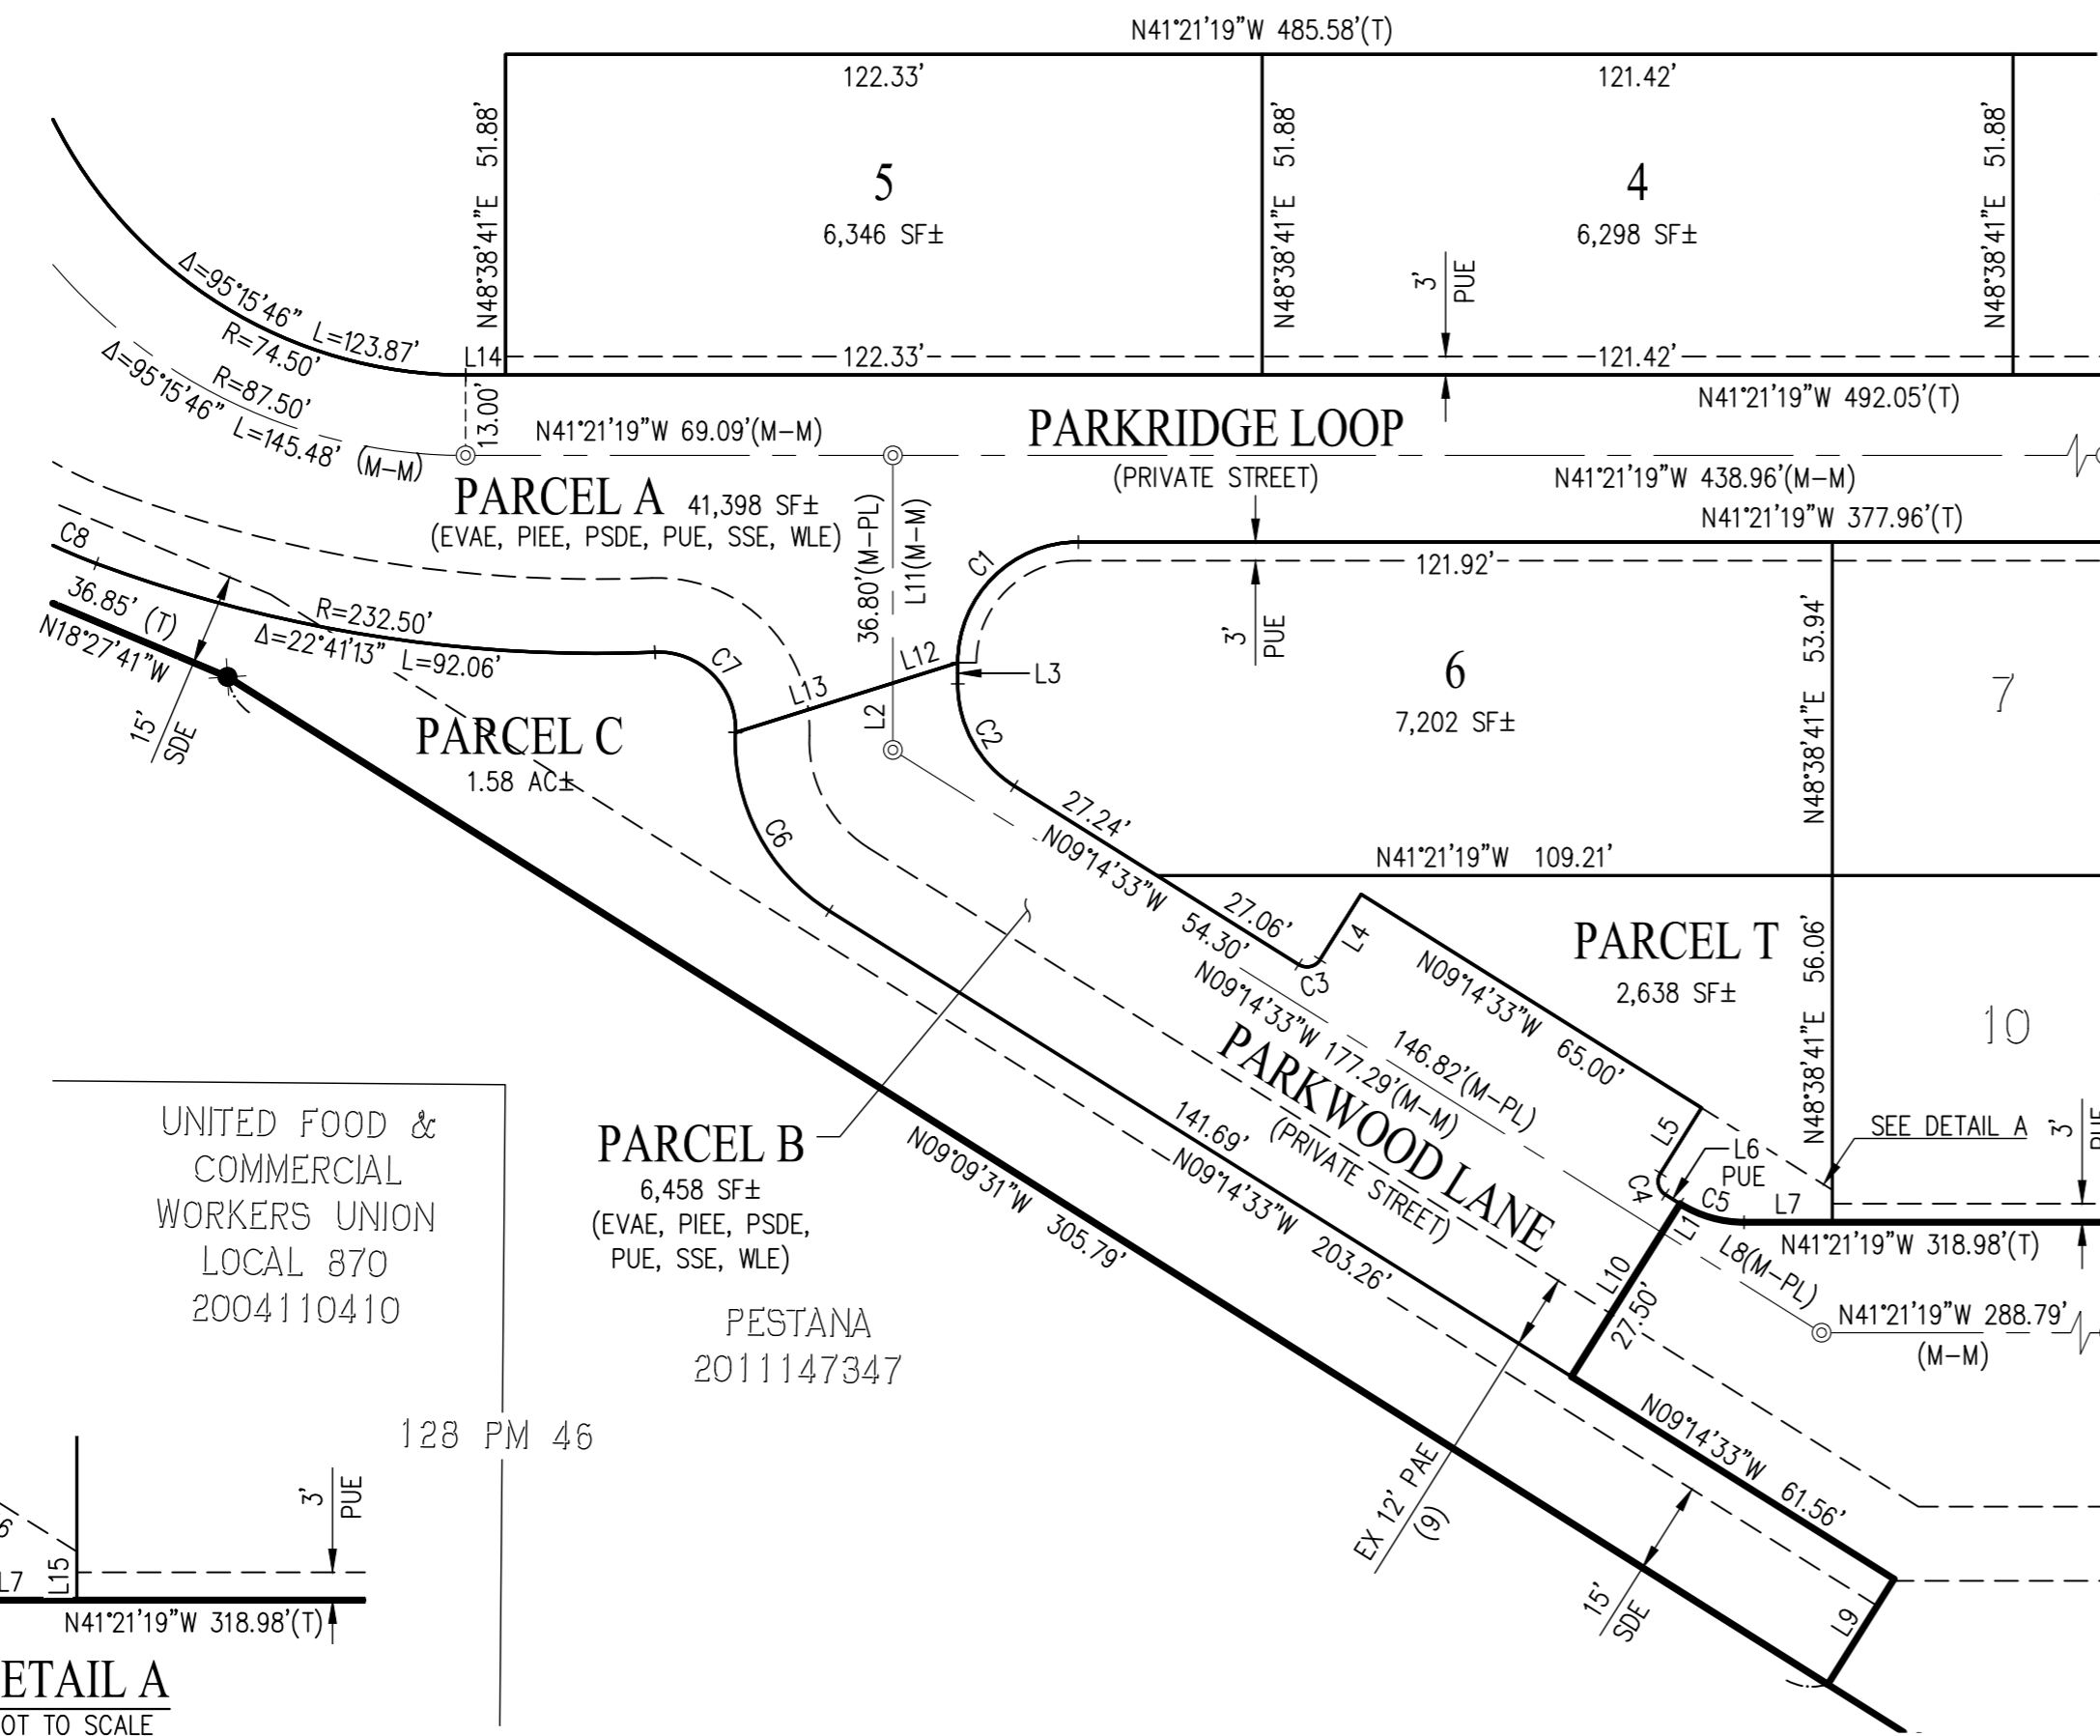 N41°21'19"W 485.58'(T)
122.33'
121.42'
N48°38'41"E 51.88'
N48°38'41"E 51.88'
N48°38'41"E 51.88'
5
6,346 SF±
4
6,298 SF±
3'
PUE
Δ=95°15'46" L=123.87'
R=74.50'
R=87.50'
Δ=95°15'46" L=145.48' (M-M)
L14
122.33'
121.42'
13.00'
N41°21'19"W 492.05'(T)
N41°21'19"W 69.09'(M-M)
PARKRIDGE LOOP
(PRIVATE STREET)
N41°21'19"W 438.96'(M-M)
PARCEL A 41,398 SF±
(EVAE, PIEE, PSDE, PUE, SSE, WLE)
36.80'(M-PL)
L11(M-M)
N41°21'19"W 377.96'(T)
C8
C1
121.92'
36.85' (T)
N18°27'41"W
R=232.50'
Δ=22°41'13" L=92.06'
C7
L12
L13
L3
L2
3'
PUE
6
7,202 SF±
N48°38'41"E 53.94'
7
15'
SDE
PARCEL C
1.58 AC±
C2
C6
27.24'
N09°14'33"W 54.30'
27.06'
N41°21'19"W 109.21'
C3
L4
PARCEL T
2,638 SF±
N09°14'33"W 65.00'
N48°38'41"E 56.06'
10
N09°14'33"W 177.29'(M-M)
146.82'(M-PL)
PARKWOOD LANE
(PRIVATE STREET)
141.69'
N09°14'33"W 203.26'
N09°09'31"W 305.79'
L5
L6
PUE
C4
C5
L7
SEE DETAIL A
3'
PUE
L1
L10
27.50'
L8(M-PL)
N41°21'19"W 318.98'(T)
N41°21'19"W 288.79'
(M-M)
UNITED FOOD &
COMMERCIAL
WORKERS UNION
LOCAL 870
2004110410
PARCEL B
6,458 SF±
(EVAE, PIEE, PSDE,
PUE, SSE, WLE)
PESTANA
2011147347
128 PM 46
N09°14'33"W 61.56'
EX 12' PAE
(9)
15'
SDE
L9
6
L7
L15
3'
PUE
N41°21'19"W 318.98'(T)
ETAIL A
OT TO SCALE